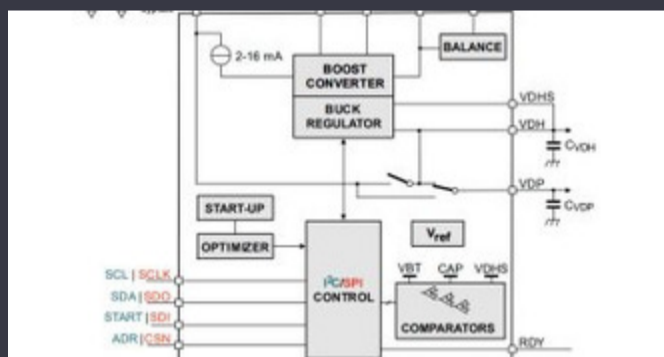 2-16 mA
BALANCE
BOOST
CONVERTER
BUCK
REGULATOR
VDHS
VDH
CVDH
VDP
CVDP
START-UP
OPTIMIZER
Vref
I²C/SPI
CONTROL
VBT CAP VDHS
COMPARATORS
SCL | SCLK
SDA | SDO
START | SDI
ADR | CSN
RDY